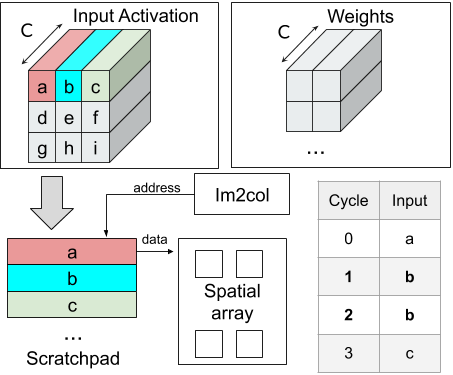 Input Activation
C
a b c
d e f
g h i
Weights
C
...
address
Im2col
a
data
b
c
...
Scratchpad
Spatial
array
Cycle Input
0 a
1 b
2 b
3 c